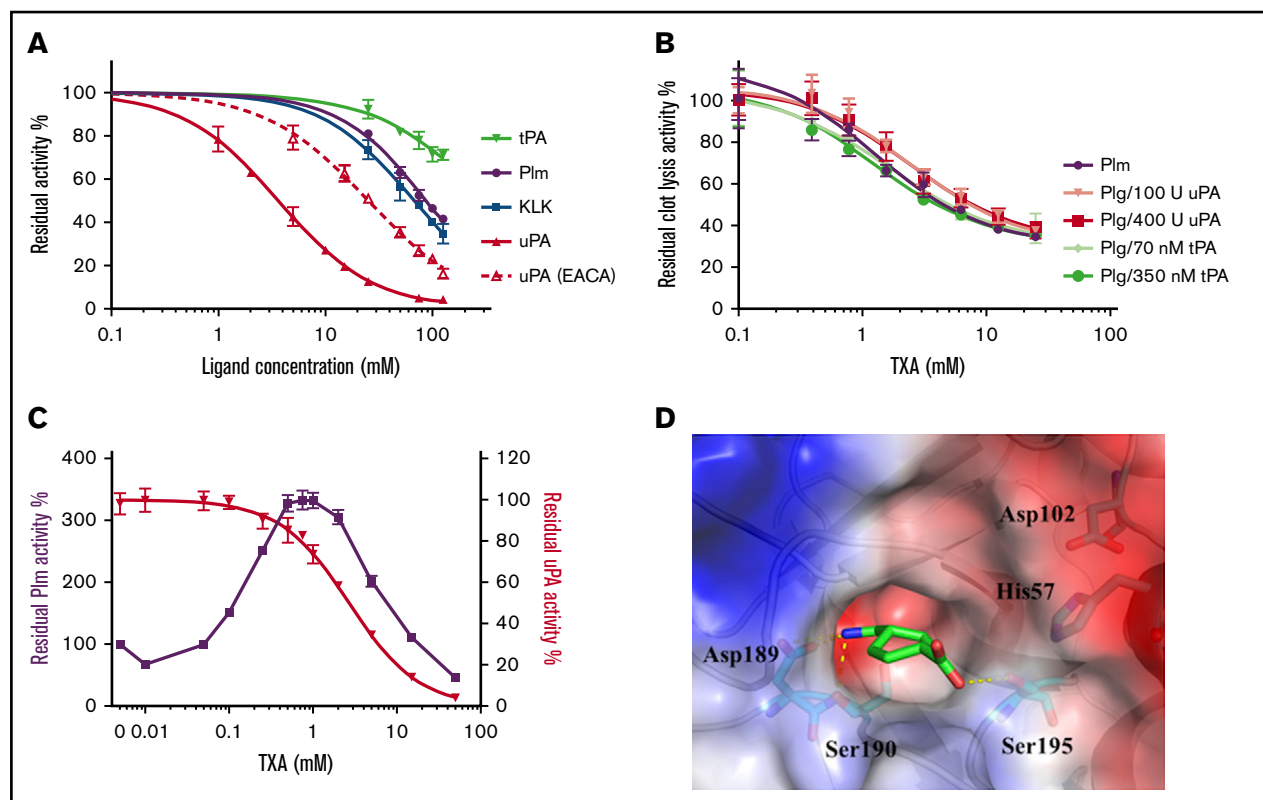 A
Residual activity %
100
80
60
40
20
0
0.1
1
10
100
Ligand concentration (mM)
tPA
Plm
KLK
uPA
uPA (EACA)
B
Residual clot lysis activity %
100
80
60
40
20
0
0.1
1
10
100
TXA (mM)
Plm
Plg/100 U uPA
Plg/400 U uPA
Plg/70 nM tPA
Plg/350 nM tPA
C
Residual Plm activity %
400
300
200
100
0
0 0.01
0.1
1
10
100
TXA (mM)
120
100
80
60
40
20
0
Residual uPA activity %
D
Asp102
His57
Asp189
Ser190
Ser195